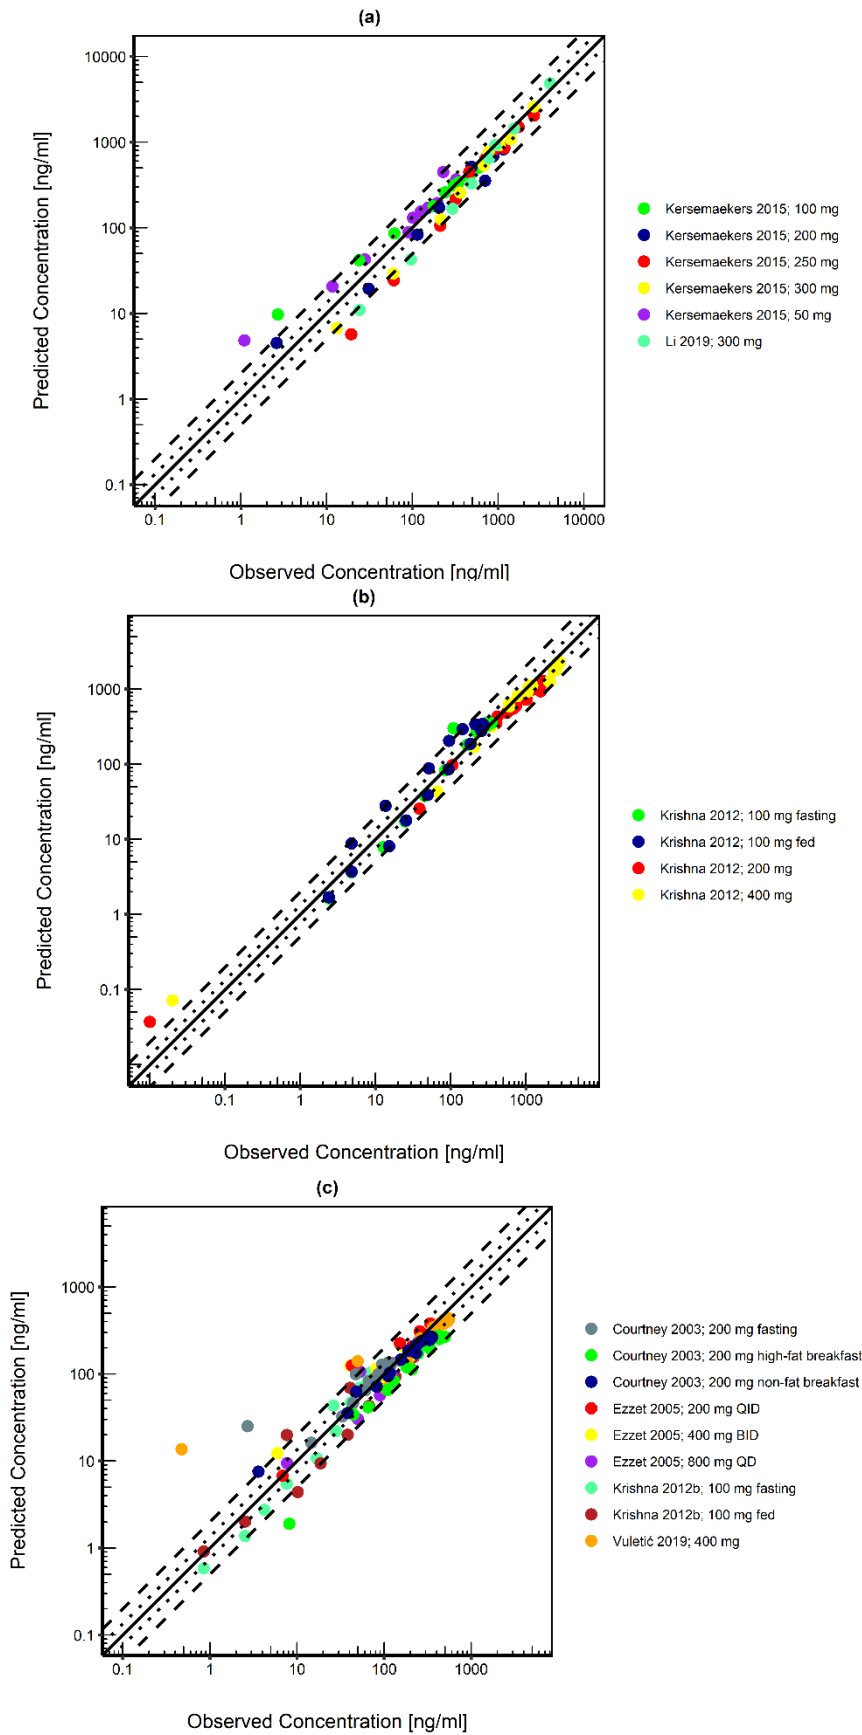 (a)
Predicted Concentration [ng/ml]
10000
1000
100
10
1
0.1
0.1
1
10
100
1000
10000
Observed Concentration [ng/ml]
Kersemaekers 2015; 100 mg
Kersemaekers 2015; 200 mg
Kersemaekers 2015; 250 mg
Kersemaekers 2015; 300 mg
Kersemaekers 2015; 50 mg
Li 2019; 300 mg
(b)
Predicted Concentration [ng/ml]
1000
100
10
1
0.1
0.1
1
10
100
1000
Observed Concentration [ng/ml]
Krishna 2012; 100 mg fasting
Krishna 2012; 100 mg fed
Krishna 2012; 200 mg
Krishna 2012; 400 mg
(c)
Predicted Concentration [ng/ml]
1000
100
10
1
0.1
0.1
1
10
100
1000
Observed Concentration [ng/ml]
Courtney 2003; 200 mg fasting
Courtney 2003; 200 mg high-fat breakfast
Courtney 2003; 200 mg non-fat breakfast
Ezzet 2005; 200 mg QID
Ezzet 2005; 400 mg BID
Ezzet 2005; 800 mg QD
Krishna 2012b; 100 mg fasting
Krishna 2012b; 100 mg fed
Vuletić 2019; 400 mg